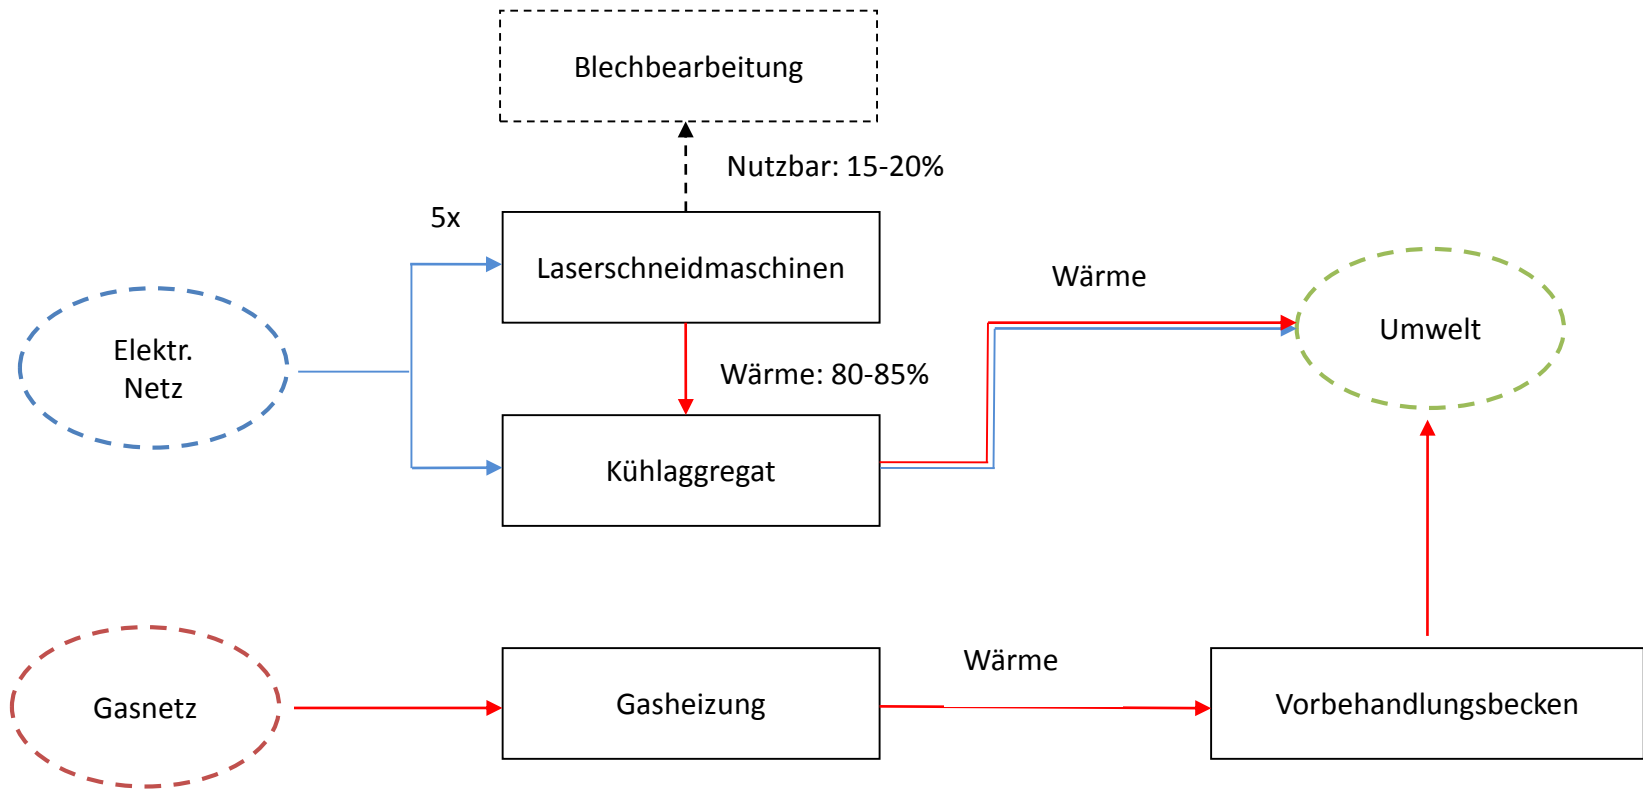 Blechbearbeitung
Nutzbar: 15-20%
5x
Laserschneidmaschinen
Wärme
Elektr.
Netz
Umwelt
Wärme: 80-85%
Kühlaggregat
Wärme
Gasnetz
Gasheizung
Vorbehandlungsbecken